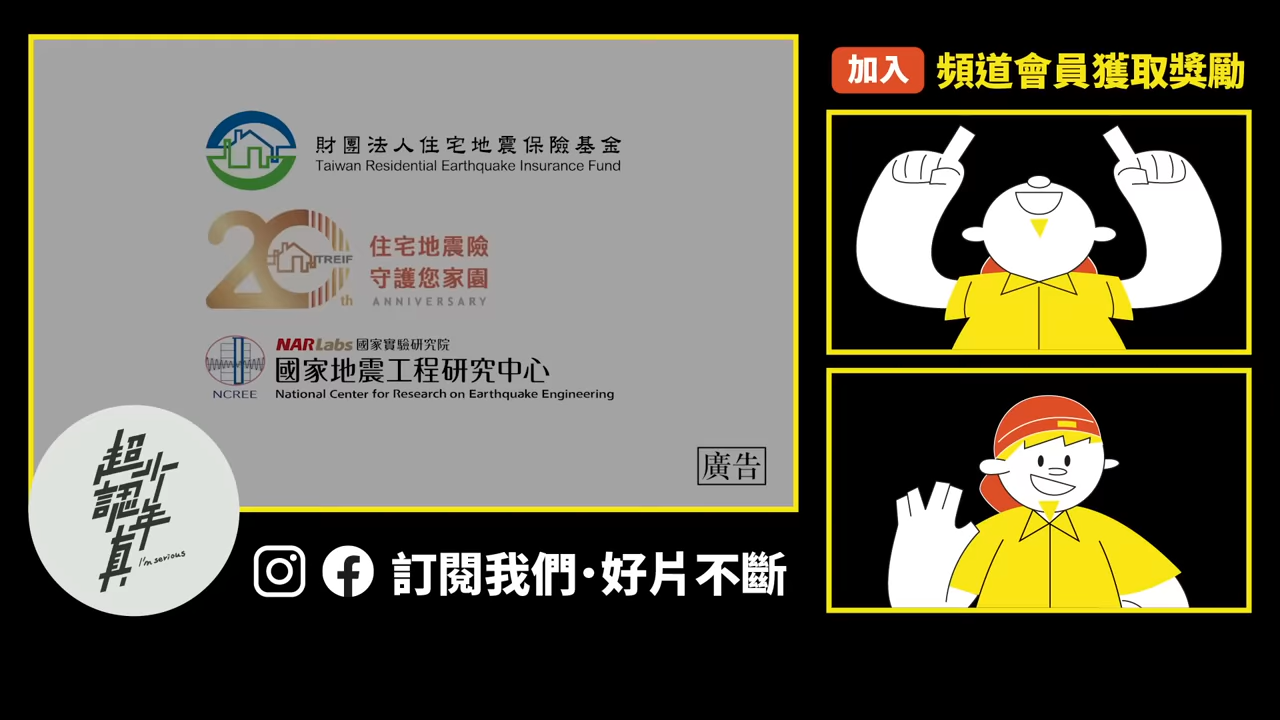 財團法人住宅地震保險基金
Taiwan Residential Earthquake Insurance Fund
20th
TREIF
住宅地震險
守護您家園
ANNIVERSARY
NARLabs 國家實驗研究院
國家地震工程研究中心
NCREE
National Center for Research on Earthquake Engineering
廣告
超認真少年
I'm serious
訂閱我們·好片不斷
加入 頻道會員獲取獎勵